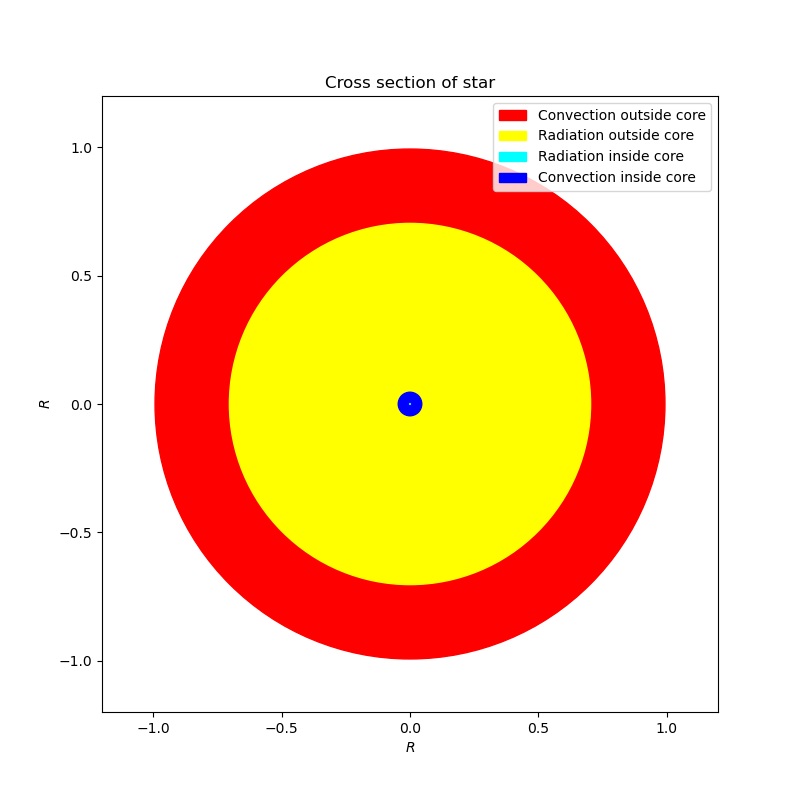 Cross section of star
Convection outside core
Radiation outside core
Radiation inside core
Convection inside core
1.0
0.5
0.0
−0.5
−1.0
R
−1.0
−0.5
0.0
0.5
1.0
R